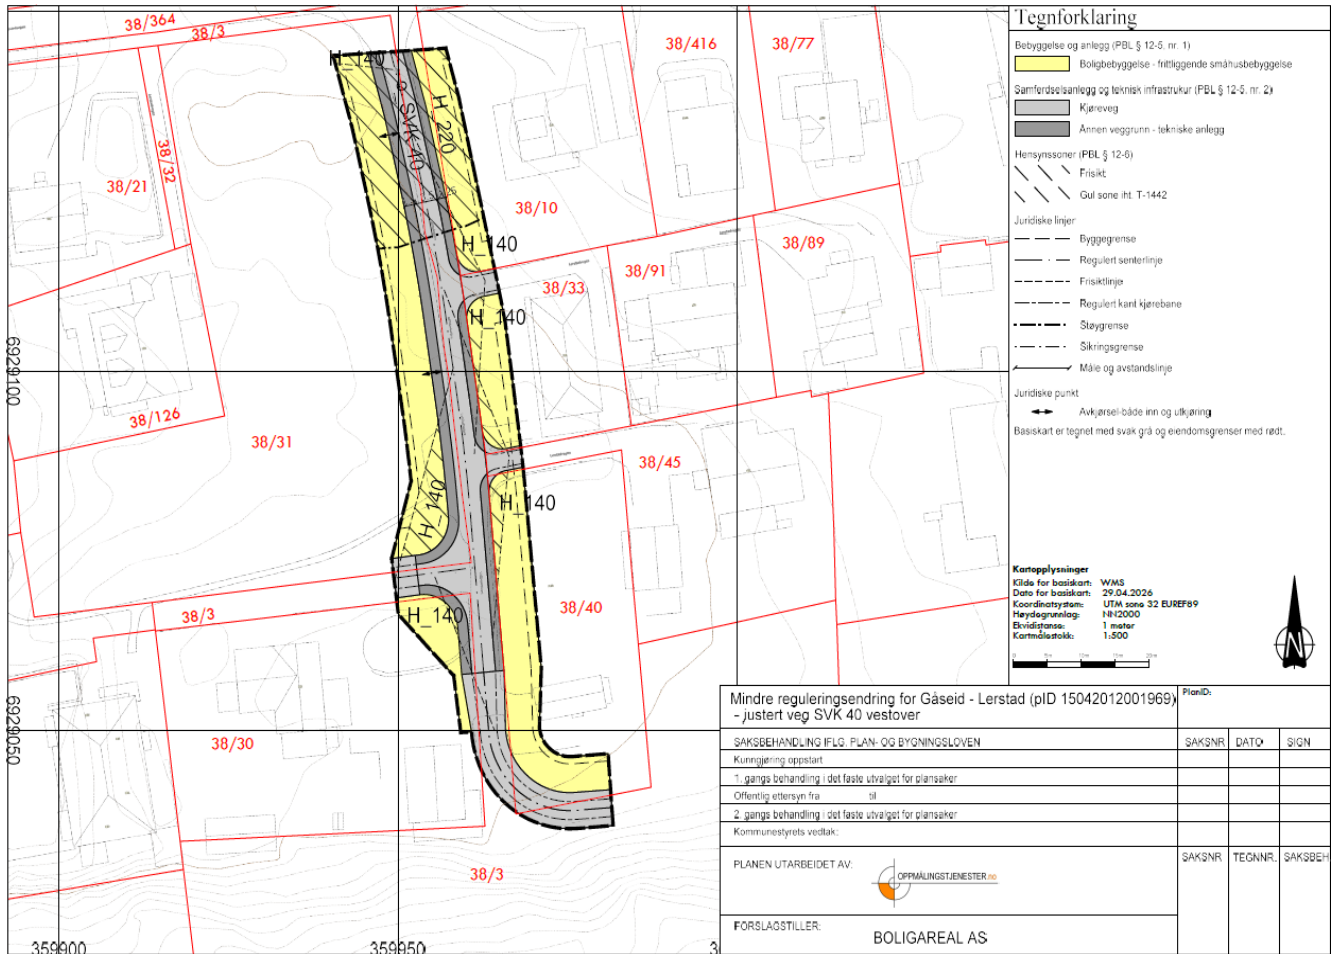 38/364
38/3
38/416
38/77
H_140
o_SVK 40
H_220
38/32
38/21
38/10
H_140
38/89
38/91
38/33
H_140
6929100
38/126
38/31
38/45
H_140
H_140
38/40
38/3
H_140
38/30
6929050
38/3
359900
359950
Tegnforklaring
Bebyggelse og anlegg (PBL § 12-5, nr. 1)
Boligbebyggelse - frittliggende småhusbebyggelse
Samferdselsanlegg og teknisk infrastrukur (PBL § 12-5, nr. 2)
Kjøreveg
Annen veggrunn - tekniske anlegg
Hensynssoner (PBL § 12-6)
Frisikt
Gul sone iht. T-1442
Juridiske linjer
Byggegrense
Regulert senterlinje
Frisiktlinje
Regulert kant kjørebane
Støygrense
Sikringsgrense
Måle og avstandslinje
Juridiske punkt
Avkjørsel-både inn og utkjøring
Basiskart er tegnet med svak grå og eiendomsgrenser med rødt.
Kartopplysninger
Kilde for basiskart: WMS
Dato for basiskart: 29.04.2026
Koordinatsystem: UTM sone 32 EUREF89
Høydegrunnlag: NN2000
Ekvidistanse: 1 meter
Kartmålestokk: 1:500
N
Mindre reguleringsendring for Gåseid - Lerstad (pID 15042012001969)
- justert veg SVK 40 vestover
PlanID:
SAKSBEHANDLING IFLG. PLAN- OG BYGNINGSLOVEN
SAKSNR DATO SIGN
Kunngjøring oppstart
1. gangs behandling i det faste utvalget for plansaker
Offentlig ettersyn fra til
2. gangs behandling i det faste utvalget for plansaker
Kommunestyrets vedtak:
PLANEN UTARBEIDET AV:
OPPMÅLINGSTJENESTER.no
SAKSNR TEGNNR. SAKSBEH
FORSLAGSTILLER:
BOLIGAREAL AS